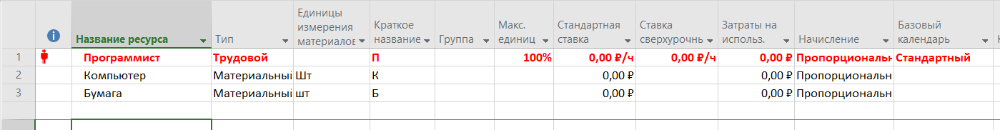 Название ресурса Тип Единицы измерения материалов Краткое название Группа Макс. единиц Стандартная ставка Ставка сверхурочнь Затраты на использ. Начисление Базовый календарь
1 Программист Трудовой П 100% 0,00 ₽/ч 0,00 ₽/ч 0,00 ₽ Пропорциональн Стандартный
2 Компьютер Материальный Шт К 0,00 ₽ 0,00 ₽ Пропорциональн
3 Бумага Материальный шт Б 0,00 ₽ 0,00 ₽ Пропорциональн